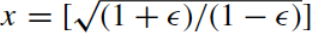 x = [√(1 + ϵ)/(1 − ϵ)]